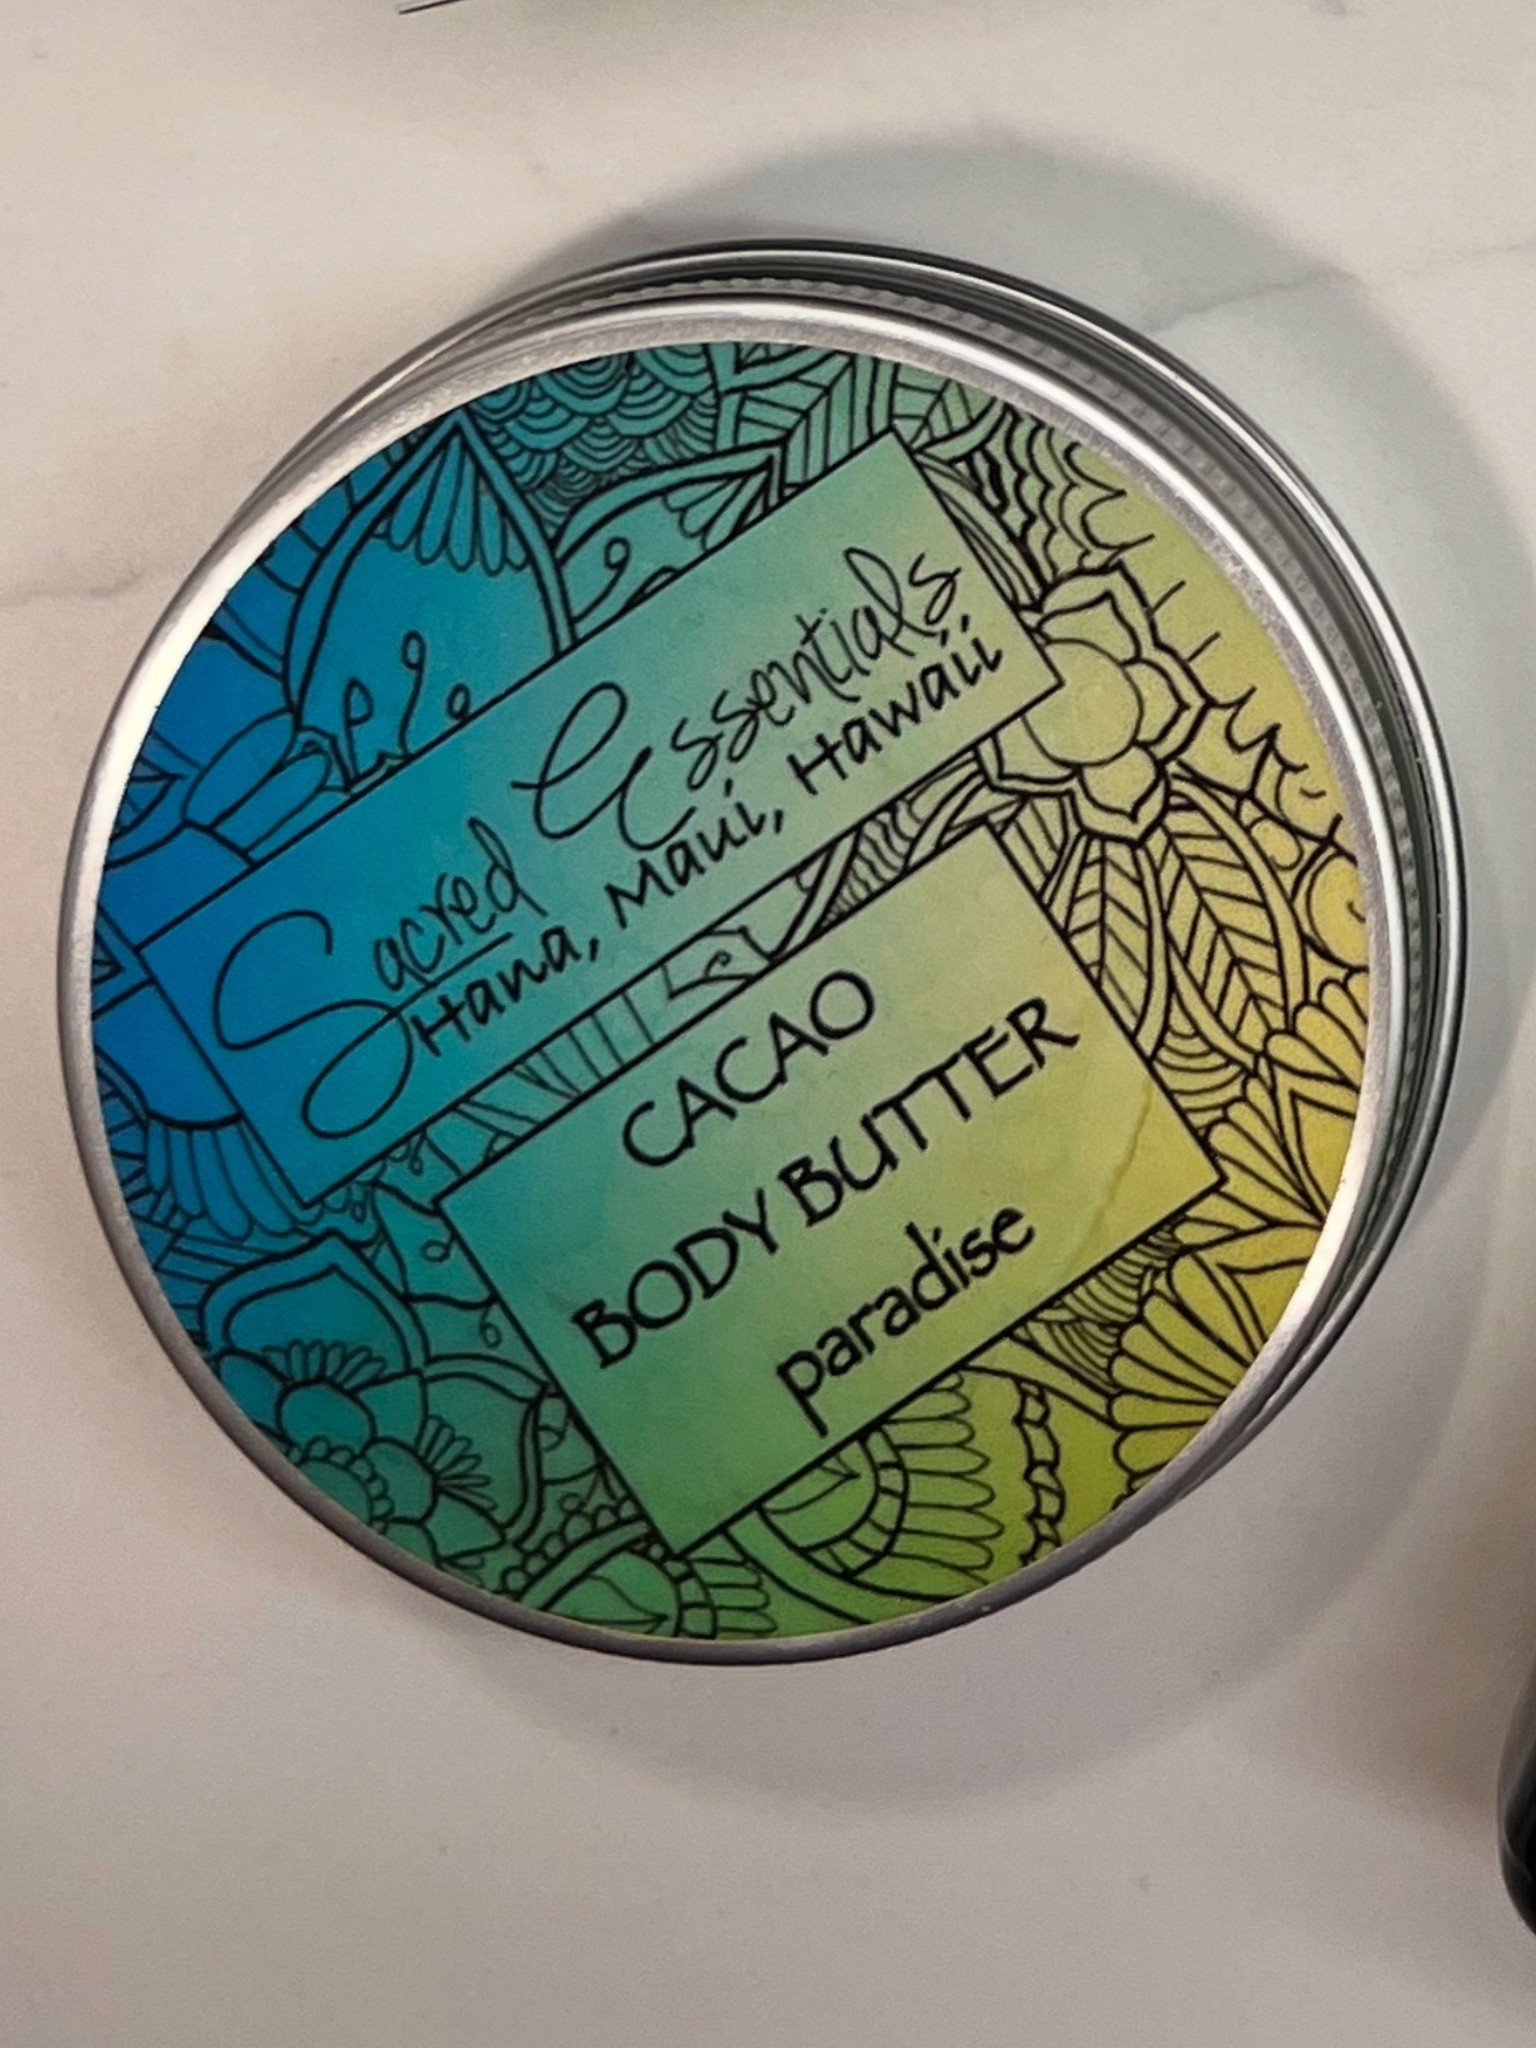 Sacred Essentials
Hana, Maui, Hawaii
CACAO
BODY BUTTER
paradise